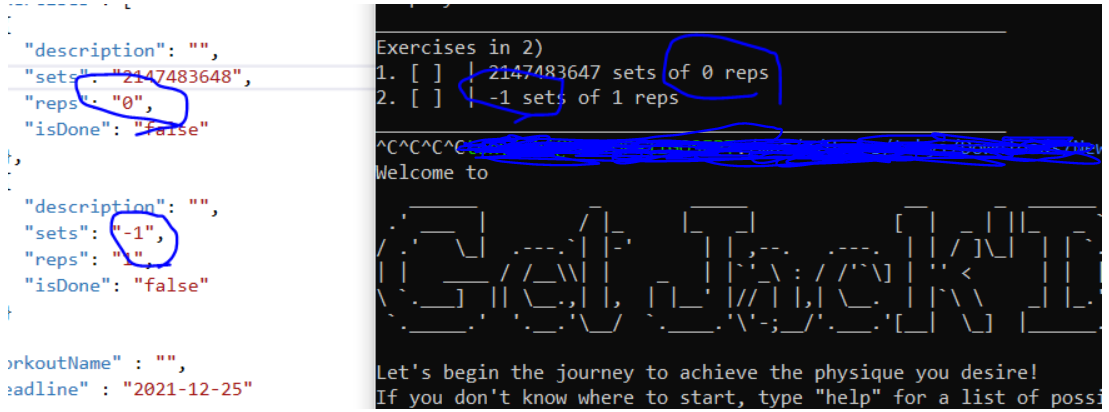 "description": "",
"sets": "2147483648",
"reps": "0",
"isDone": "false"
},
"description": "",
"sets": "-1",
"reps": "1",
"isDone": "false"
}
orkoutName" : "",
eadline" : "2021-12-25"
Exercises in 2)
1. [ ] | 2147483647 sets of 0 reps
2. [ ] | -1 sets of 1 reps
^C^C^C^C
Welcome to
Get JackI
Let's begin the journey to achieve the physique you desire!
If you don't know where to start, type "help" for a list of possi